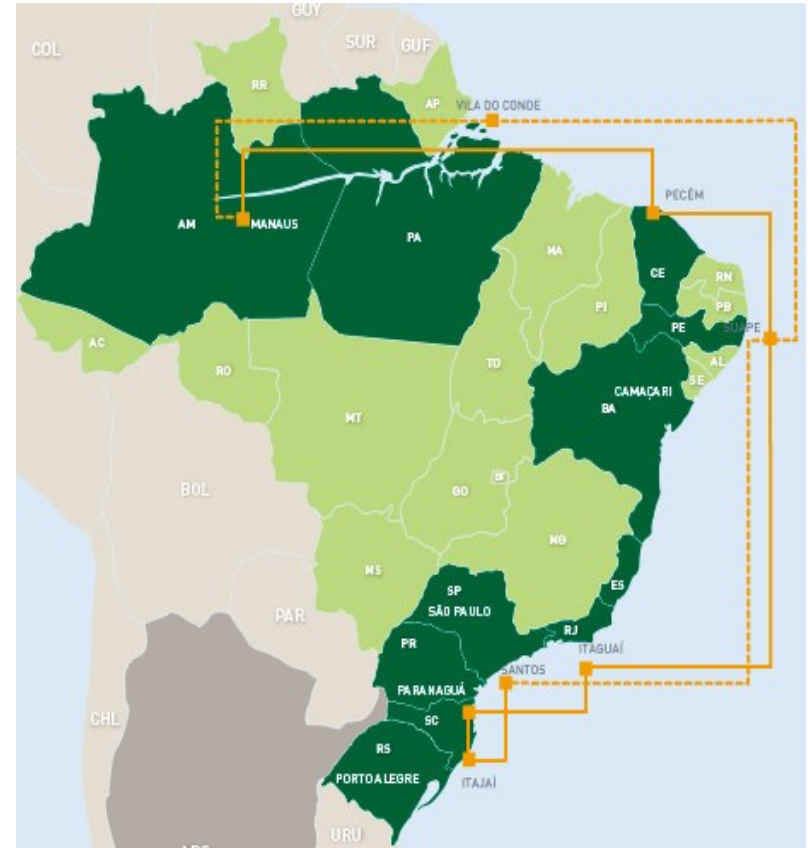 GUY
COL
SUR
GUF
RR
AP
VILA DO CONDE
PECÉM
AM
MANAUS
PA
MA
CE
RN
PI
PB
PE
SUAPE
AC
RO
TO
AL
SE
CAMAÇARI
BA
MT
BOL
GO
DF
MG
MS
SP
ES
SÃO PAULO
PAR
RJ
PR
ITAGUAÍ
SANTOS
PARANAGUÁ
CHL
SC
RS
PORTO ALEGRE
ITAJAÍ
URU